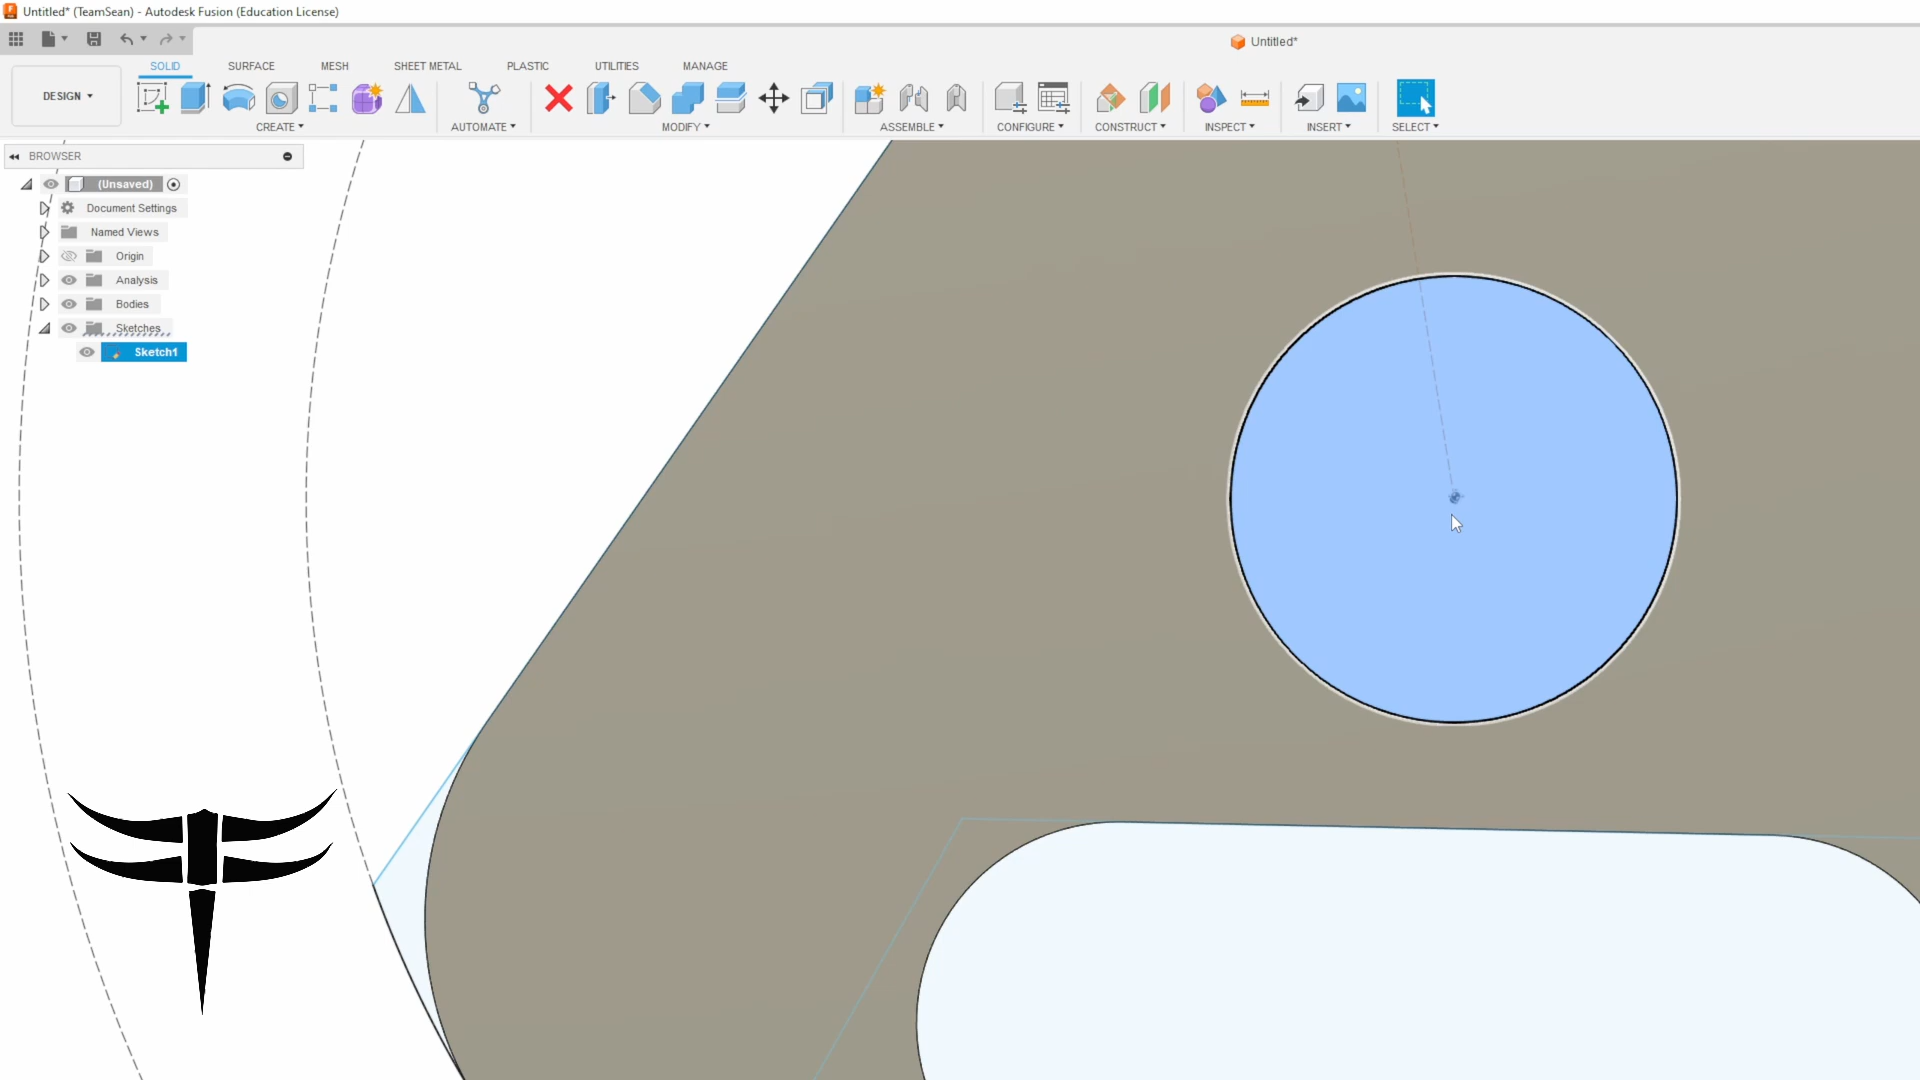 Untitled* (TeamSean) - Autodesk Fusion (Education License)
Untitled*
DESIGN
SOLID SURFACE MESH SHEET METAL PLASTIC UTILITIES MANAGE
CREATE AUTOMATE MODIFY ASSEMBLE CONFIGURE CONSTRUCT INSPECT INSERT SELECT
BROWSER
(Unsaved)
Document Settings
Named Views
Origin
Analysis
Bodies
Sketches
Sketch1